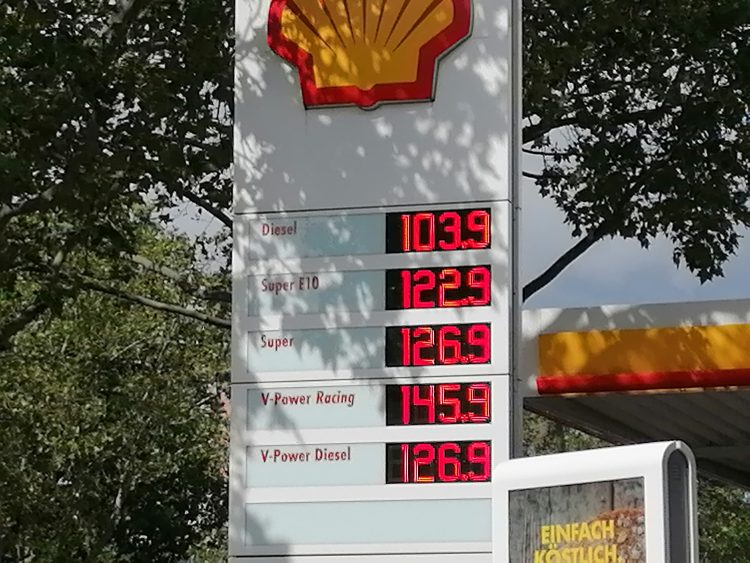 Diesel 103.9
Super E10 122.9
Super 126.9
V-Power Racing 145.9
V-Power Diesel 126.9
EINFACH
KÖSTLICH.